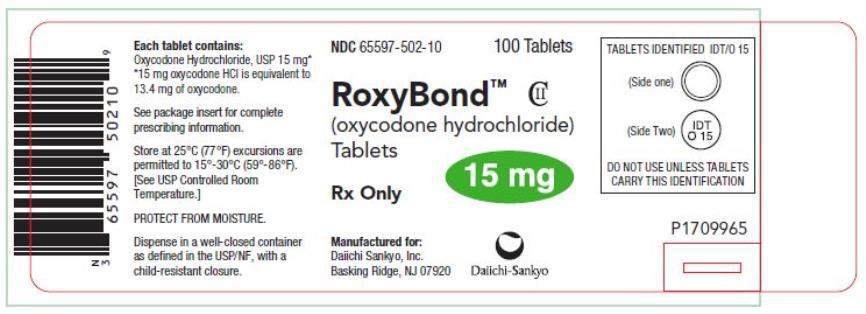 N
3
65597 50210
9
Each tablet contains:
Oxycodone Hydrochloride, USP 15 mg*
*15 mg oxycodone HCl is equivalent to
13.4 mg of oxycodone.
See package insert for complete
prescribing information.
Store at 25°C (77°F) excursions are
permitted to 15°-30°C (59°-86°F).
[See USP Controlled Room
Temperature.]
PROTECT FROM MOISTURE.
Dispense in a well-closed container
as defined in the USP/NF, with a
child-resistant closure.
NDC 65597-502-10 100 Tablets
RoxyBond™ CII
(oxycodone hydrochloride)
Tablets
15 mg
Rx Only
Manufactured for:
Daiichi Sankyo, Inc.
Basking Ridge, NJ 07920
Daiichi-Sankyo
TABLETS IDENTIFIED IDT/O 15
(Side one)
(Side Two)
IDT
O 15
DO NOT USE UNLESS TABLETS
CARRY THIS IDENTIFICATION
P1709965